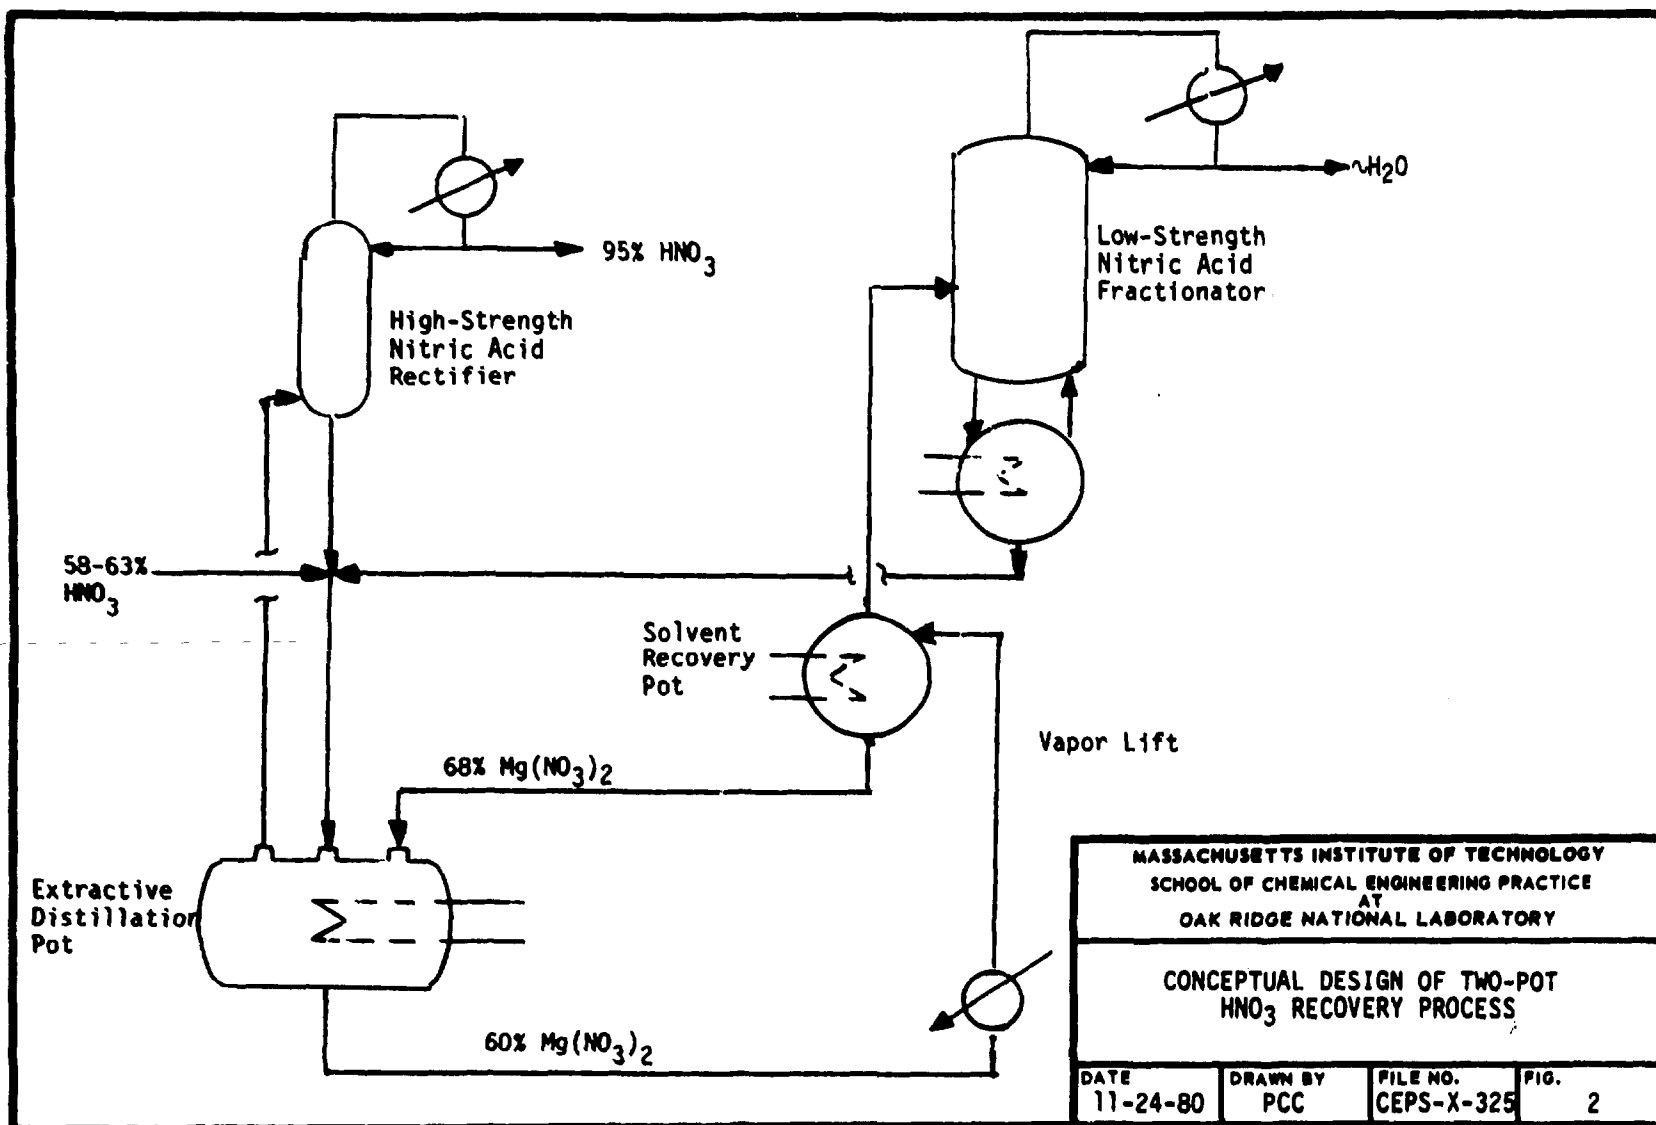 ~H2O
95% HNO3
Low-Strength
Nitric Acid
Fractionator
High-Strength
Nitric Acid
Rectifier
58-63%
HNO3
Solvent
Recovery
Pot
Vapor Lift
68% Mg(NO3)2
Extractive
Distillation
Pot
60% Mg(NO3)2
MASSACHUSETTS INSTITUTE OF TECHNOLOGY
SCHOOL OF CHEMICAL ENGINEERING PRACTICE
AT
OAK RIDGE NATIONAL LABORATORY
CONCEPTUAL DESIGN OF TWO-POT
HNO3 RECOVERY PROCESS
DATE
11-24-80
DRAWN BY
PCC
FILE NO.
CEPS-X-325
FIG.
2